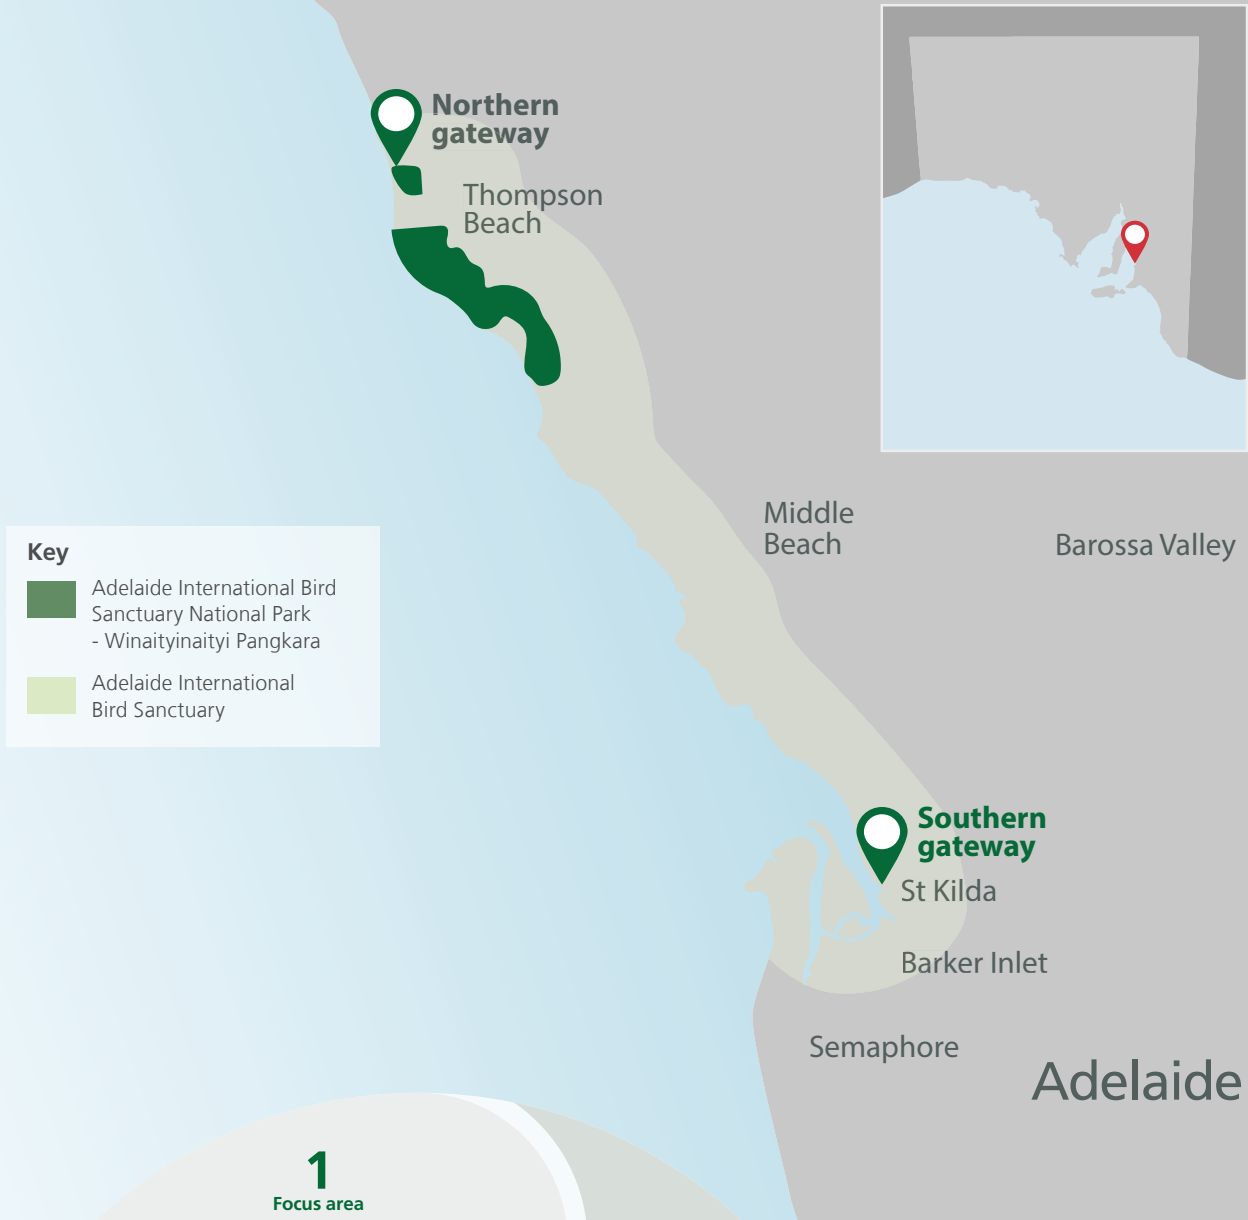 Northern
gateway
Thompson
Beach
Middle
Beach
Barossa Valley
Key
Adelaide International Bird
Sanctuary National Park
- Winaityinaityi Pangkara
Adelaide International
Bird Sanctuary
Southern
gateway
St Kilda
Barker Inlet
Semaphore
Adelaide
1
Focus area